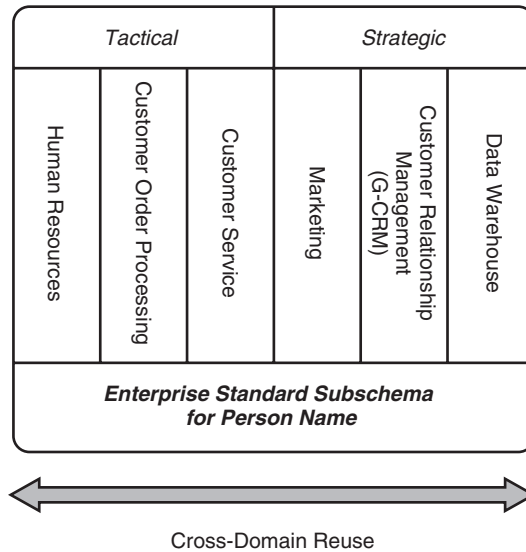 Tactical
Strategic
Human Resources
Customer Order Processing
Customer Service
Marketing
Customer Relationship
Management
(G-CRM)
Data Warehouse
Enterprise Standard Subschema
for Person Name
Cross-Domain Reuse